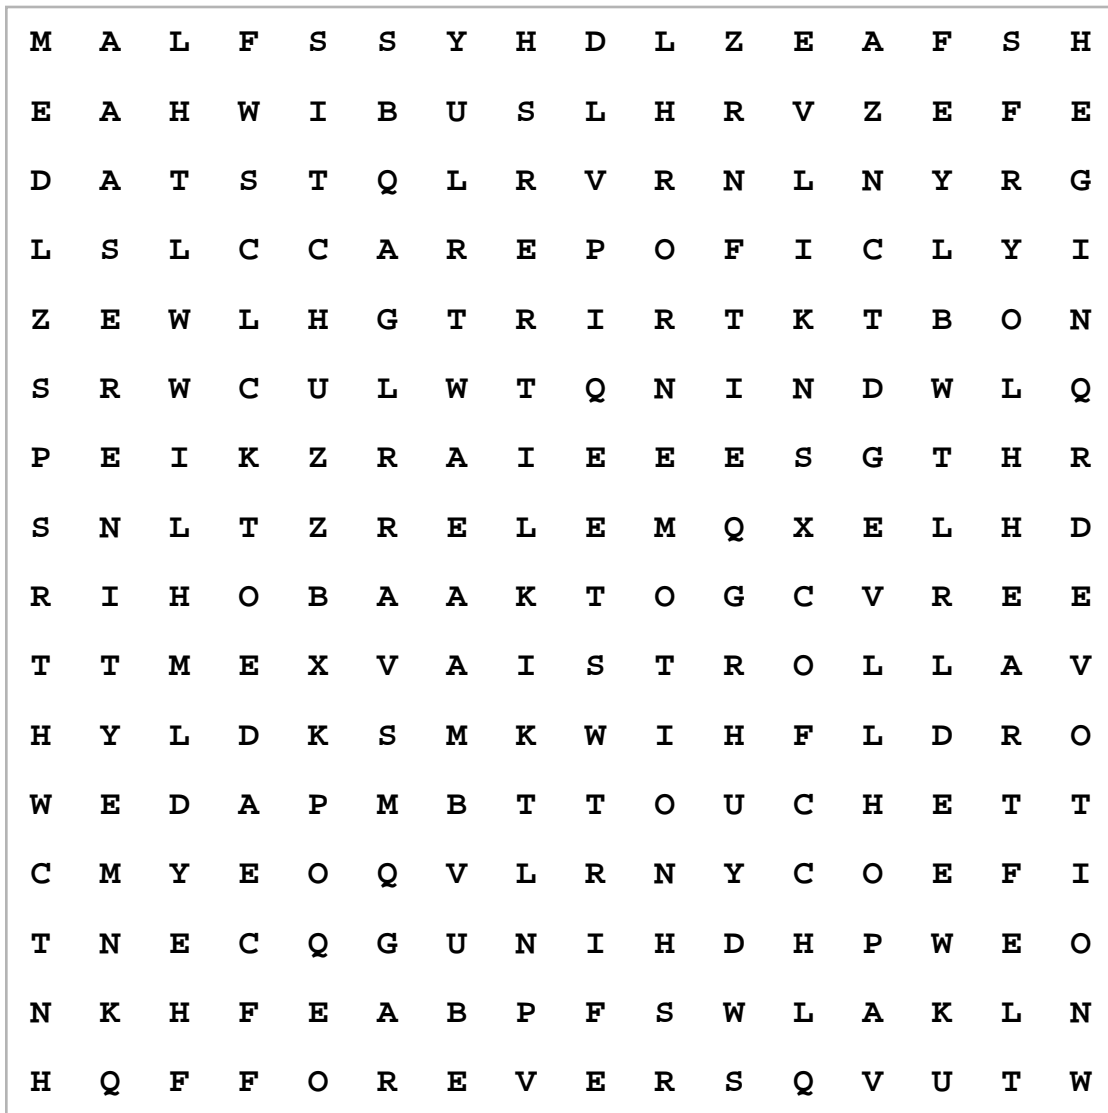 M A L F S S Y H D L Z E A F S H
E A H W I B U S L H R V Z E F E
D A T S T Q L R V R N L N Y R G
L S L C C A R E P O F I C L Y I
Z E W L H G T R I R T K T B O N
S R W C U L W T Q N I N D W L Q
P E I K Z R A I E E E S G T H R
S N L T Z R E L E M Q X E L H D
R I H O B A A K T O G C V R E E
T T M E X V A I S T R O L L A V
H Y L D K S M K W I H F L D R O
W E D A P M B T T O U C H E T T
C M Y E O Q V L R N Y C O E F I
T N E C Q G U N I H D H P W E O
N K H F E A B P F S W L A K L N
H Q F F O R E V E R S Q V U T W